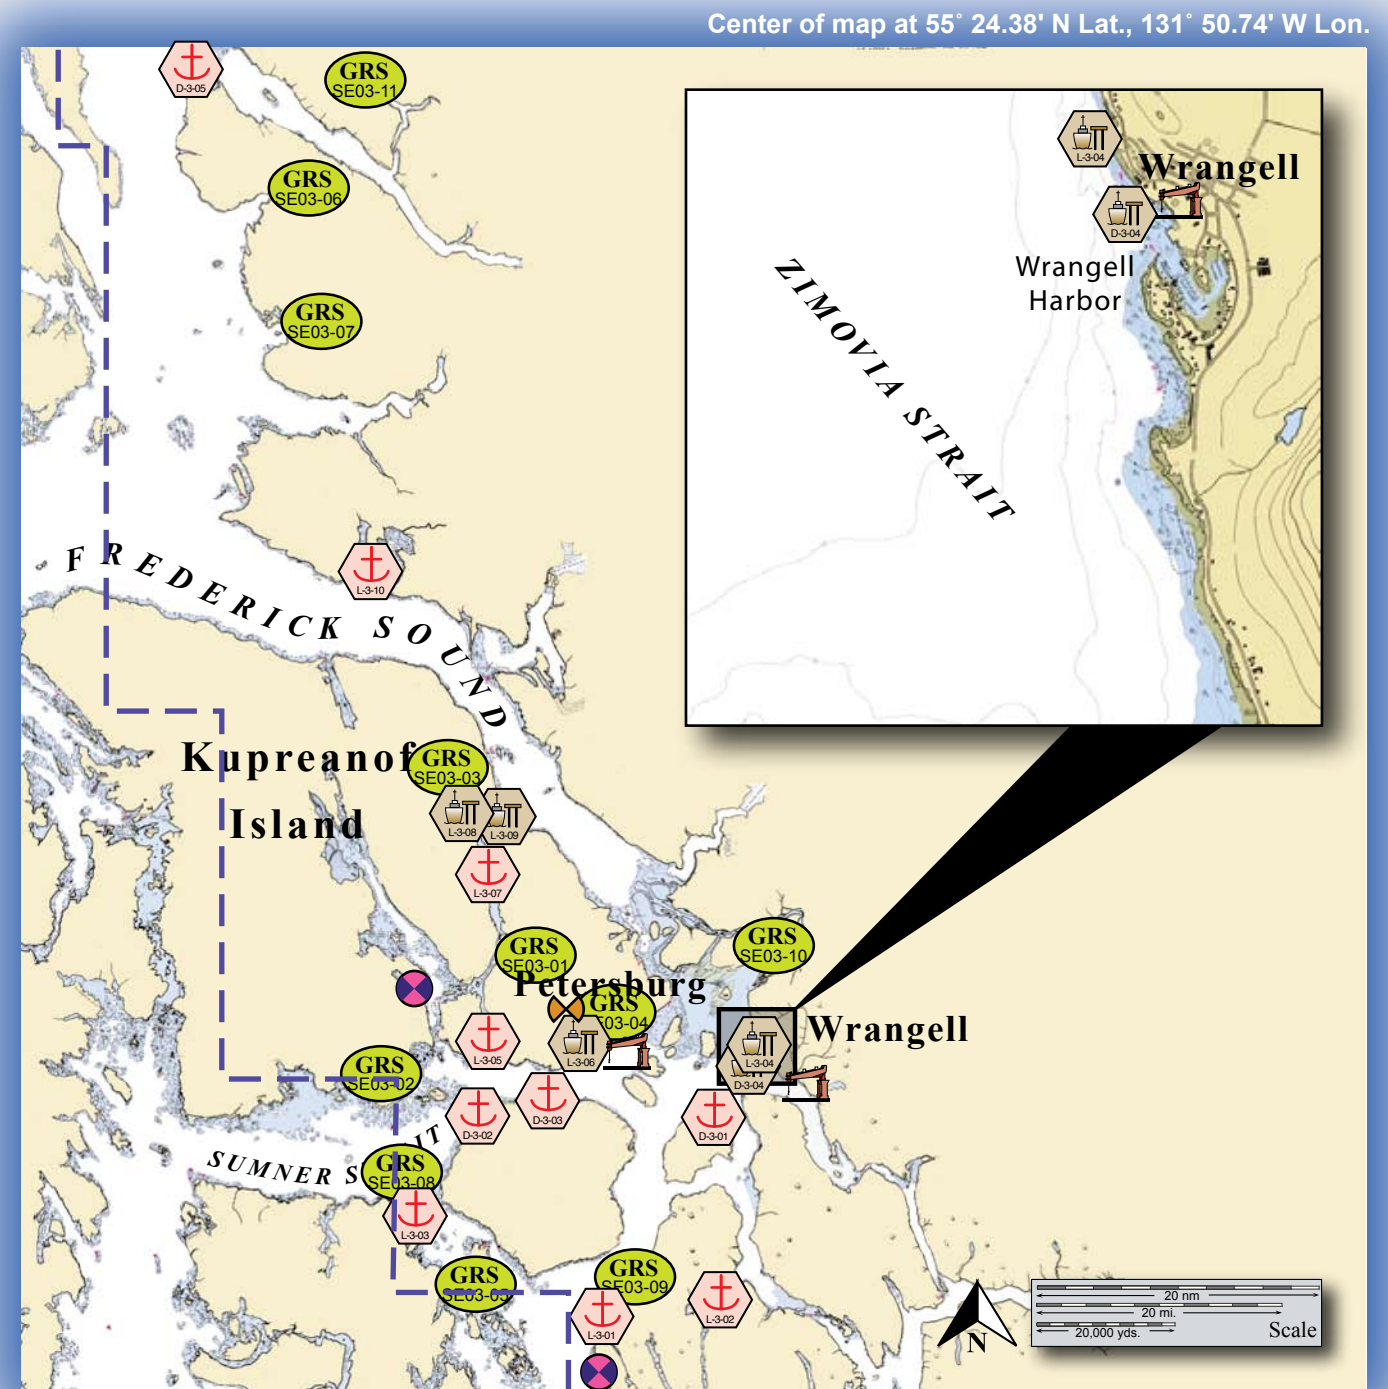 Center of map at 55° 24.38' N Lat., 131° 50.74' W Lon.
D-3-05
GRS
SE03-11
L-3-04
Wrangell
D-3-04
GRS
SE03-06
Wrangell
Harbor
ZIMOVIA STRAIT
GRS
SE03-07
FREDERICK SOUND
L-3-10
Kupreanof
Island
GRS
SE03-03
L-3-08
L-3-09
L-3-07
GRS
SE03-01
GRS
SE03-10
Petersburg
GRS
E03-04
L-3-05
L-3-06
Wrangell
L-3-04
D-3-04
GRS
SE03-02
D-3-02
D-3-03
D-3-01
SUMNER S IT
GRS
SE03-08
L-3-03
GRS
SE03-05
GRS
SE03-09
L-3-01
L-3-02
N
20 nm
20 mi.
20,000 yds.
Scale